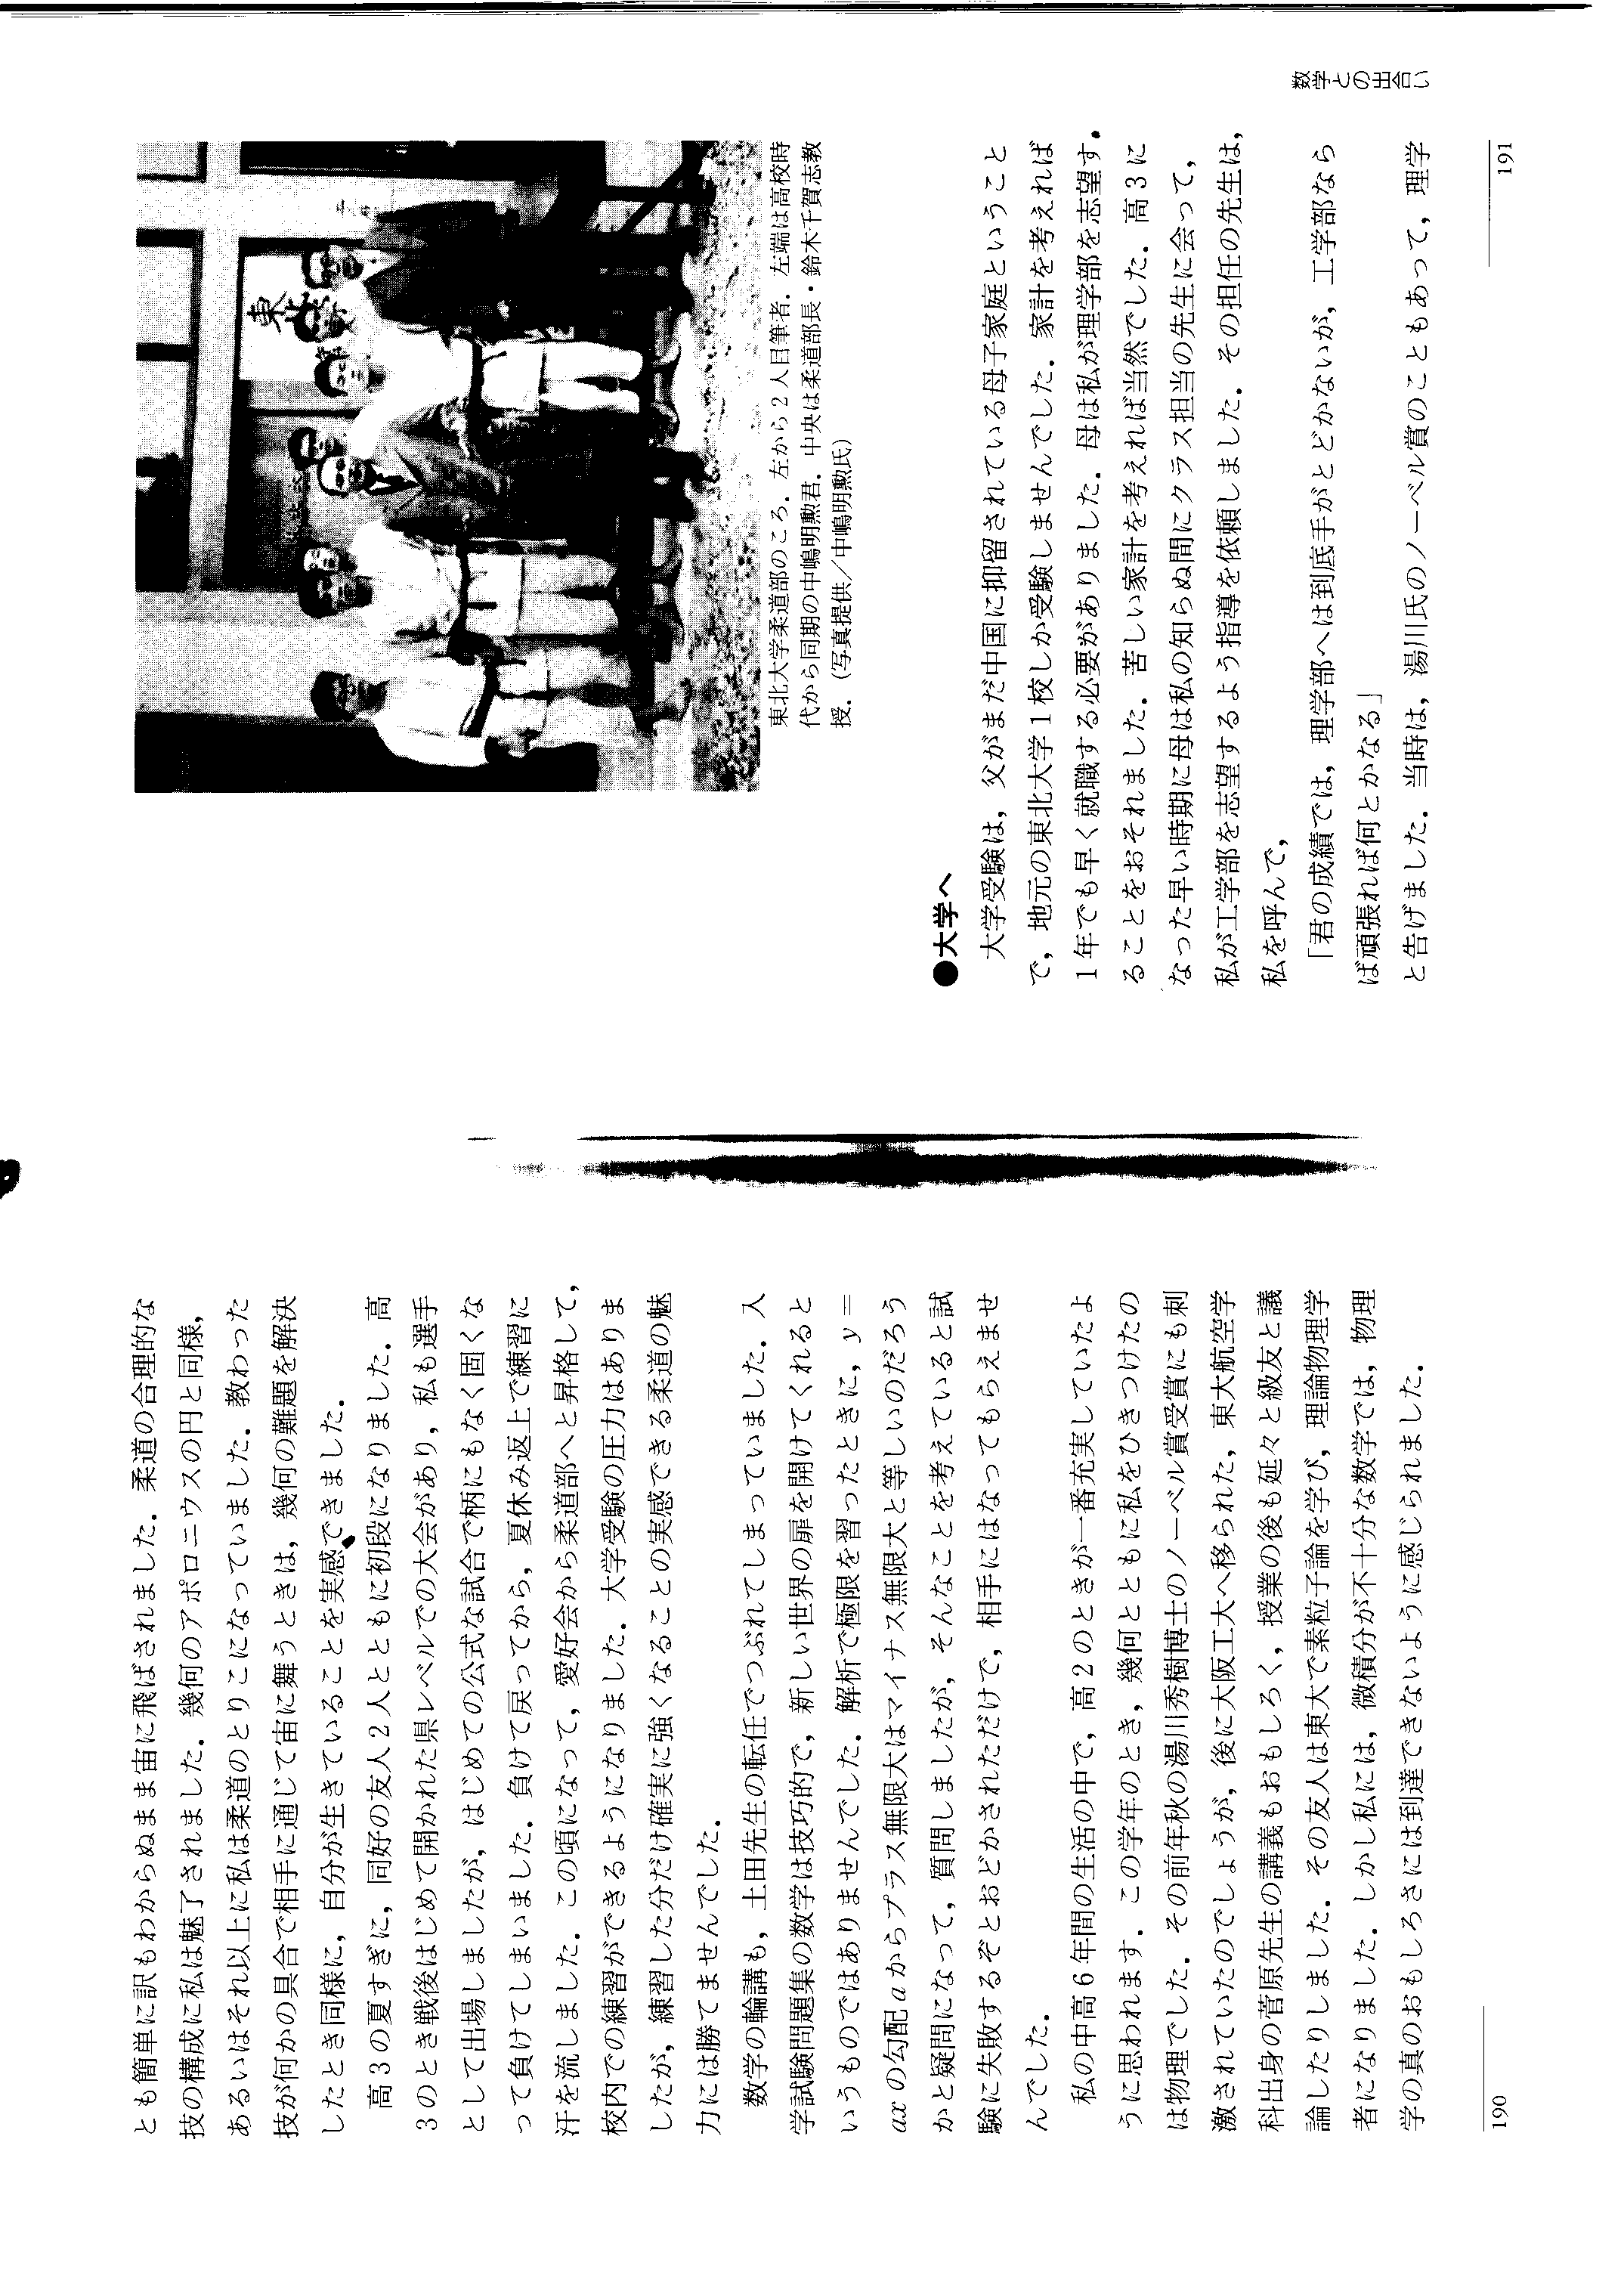 とも簡単に訳もわからぬまま宙に飛ばされました．柔道の合理的な
技の構成に私は魅了されました．幾何のアポロニウスの円と同様，
あるいはそれ以上に私は柔道のとりこになっていました．教わった
技が何かの具合で相手に通じて宙に舞うときは，幾何の難題を解決
したとき同様に，自分が生きていることを実感できました．
高3の夏すぎに，同好の友人2人とともに初段になりました．高
3のとき戦後はじめて開かれた県レベルでの大会があり，私も選手
として出場しましたが，はじめての公式な試合で柄にもなく固くな
って負けてしまいました．負けて戻ってから，夏休み返上で練習に
汗を流しました．この頃になって，愛好会から柔道部へと昇格して，
校内での練習ができるようになりました．大学受験の圧力はありま
したが，練習した分だけ確実に強くなることの実感できる柔道の魅
力には勝てませんでした．
数学の輪講も，土田先生の転任でつぶれてしまっていました．入
学試験問題集の数学は技巧的で，新しい世界の扉を開けてくれると
いうものではありませんでした．解析で極限を習ったときに，y＝
axの勾配aからプラス無限大はマイナス無限大と等しいのだろう
かと疑問になって，質問しましたが，そんなことを考えていると試
験に失敗するぞとおどかされただけで，相手にはなってもらえませ
んでした．
私の中高6年間の生活の中で，高2のときが一番充実していたよ
うに思われます．この学年のとき，幾何とともに私をひきつけたの
は物理でした．その前年秋の湯川秀樹博士のノーベル賞受賞にも刺
激されていたのでしょうが，後に大阪工大へ移られた，東大航空学
科出身の菅原先生の講義もおもしろく，授業の後も延々と級友と議
論したりしました．その友人は東大で素粒子論を学び，理論物理学
者になりました．しかし私には，微積分が不十分な数学では，物理
学の真のおもしろさには到達できないように感じられました．
190
東
東北大学柔道部のころ．左から2人目筆者．左端は高校時
代から同期の中嶋明勲君．中央は柔道部長・鈴木千賀志教
授．（写真提供／中嶋明勲氏）
●大学へ
大学受験は，父がまだ中国に抑留されている母子家庭ということ
で，地元の東北大学1校しか受験しませんでした．家計を考えれば
1年でも早く就職する必要がありました．母は私が理学部を志望す
ることをおそれました．苦しい家計を考えれば当然でした．高3に
なった早い時期に母は私の知らぬ間にクラス担当の先生に会って，
私が工学部を志望するよう指導を依頼しました．その担任の先生は，
私を呼んで，
「君の成績では，理学部へは到底手がとどかないが，工学部なら
ば頑張れば何とかなる」
と告げました．当時は，湯川氏のノーベル賞のこともあって，理学
数学との出合い
191